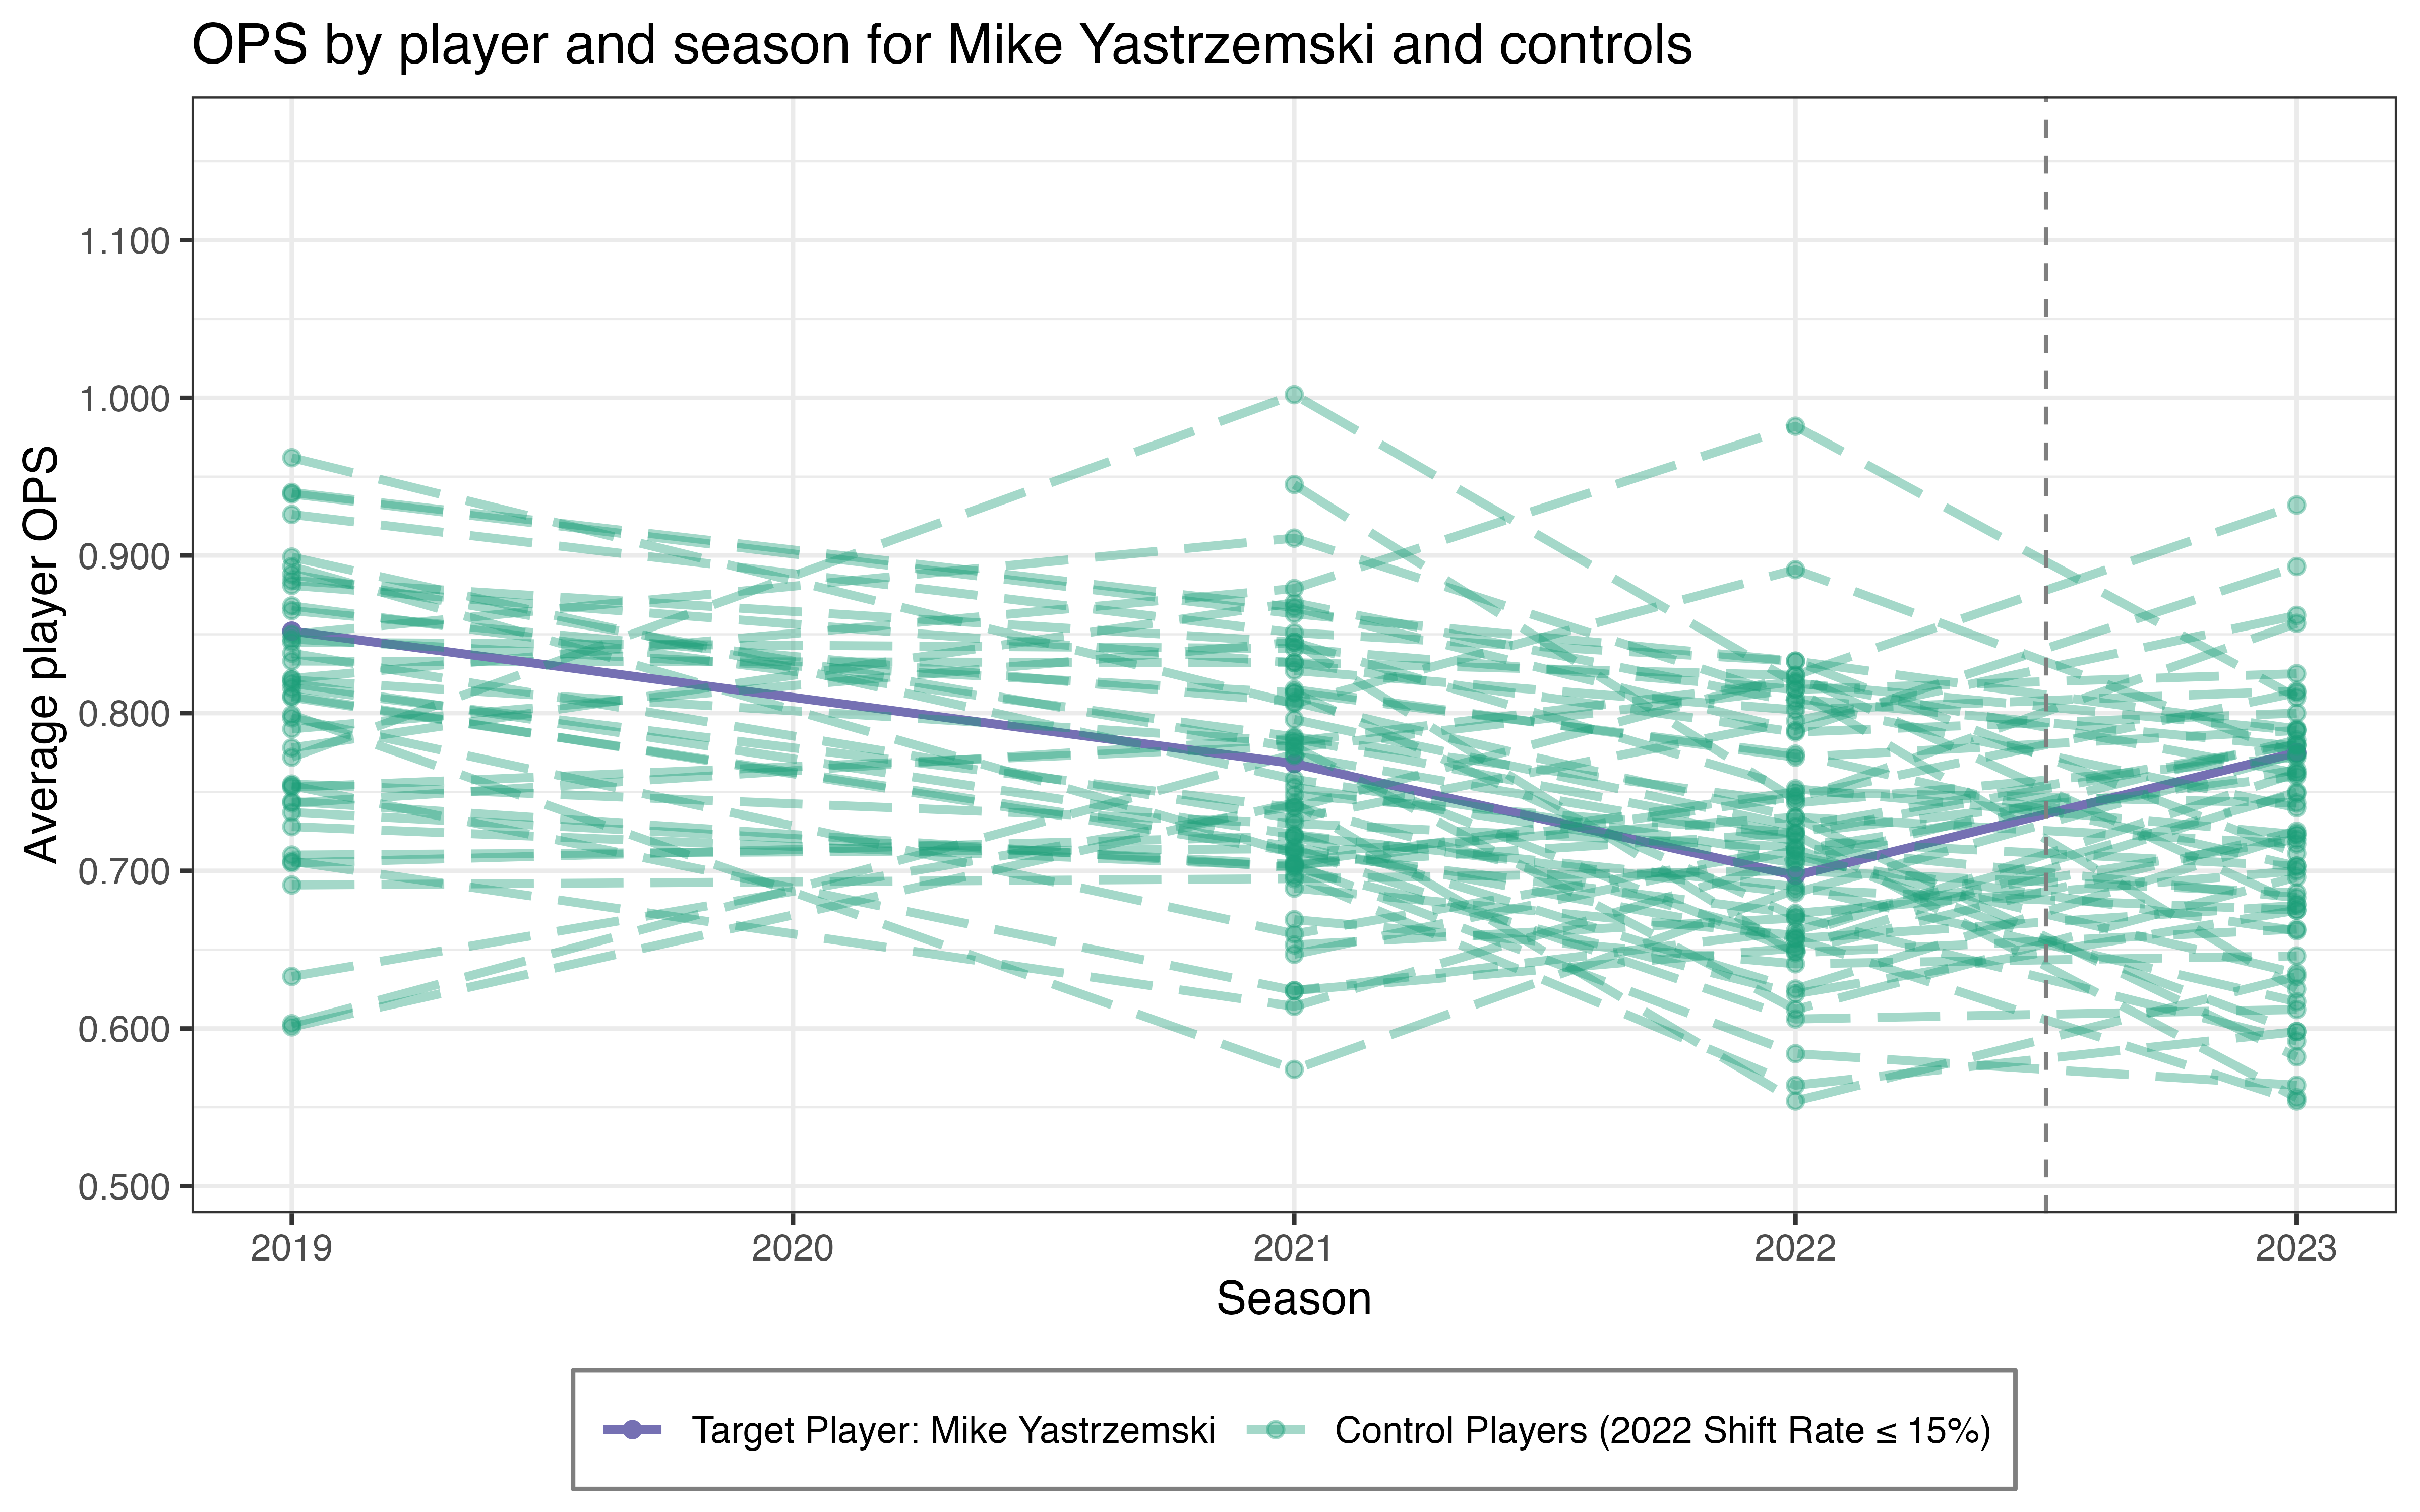 OPS by player and season for Mike Yastrzemski and controls
Average player OPS
1.100
1.000
0.900
0.800
0.700
0.600
0.500
2019 2020 2021 2022 2023
Season
Target Player: Mike Yastrzemski Control Players (2022 Shift Rate ≤ 15%)